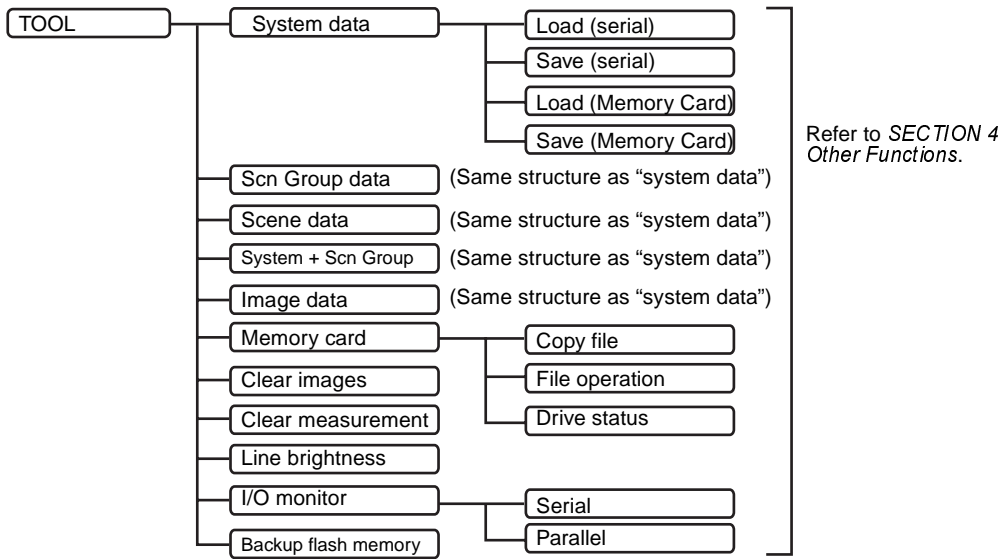 TOOL
System data
Load (serial)
Save (serial)
Load (Memory Card)
Save (Memory Card)
Refer to SECTION 4
Other Functions.
Scn Group data
(Same structure as “system data”)
Scene data
(Same structure as “system data”)
System + Scn Group
(Same structure as “system data”)
Image data
(Same structure as “system data”)
Memory card
Copy file
File operation
Drive status
Clear images
Clear measurement
Line brightness
I/O monitor
Serial
Parallel
Backup flash memory